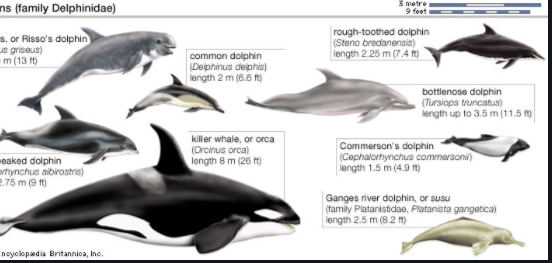 ns (family Delphinidae)
3 metre
9 feet
s, or Risso's dolphin
us griseus)
m (13 ft)
common dolphin
(Delphinus delphis)
length 2 m (6.6 ft)
rough-toothed dolphin
(Steno bredanensis)
length 2.25 m (7.4 ft)
bottlenose dolphin
(Tursiops truncatus)
length up to 3.5 m (11.5 ft)
killer whale, or orca
(Orcinus orca)
length 8 m (26 ft)
eaked dolphin
orhynchus albirostris)
2.75 m (9 ft)
Commerson's dolphin
(Cephalorhynchus commersonii)
length 1.5 m (4.9 ft)
Ganges river dolphin, or susu
(family Platanistidae, Platanista gangetica)
length 2.5 m (8.2 ft)
ncyclopædia Britannica, Inc.